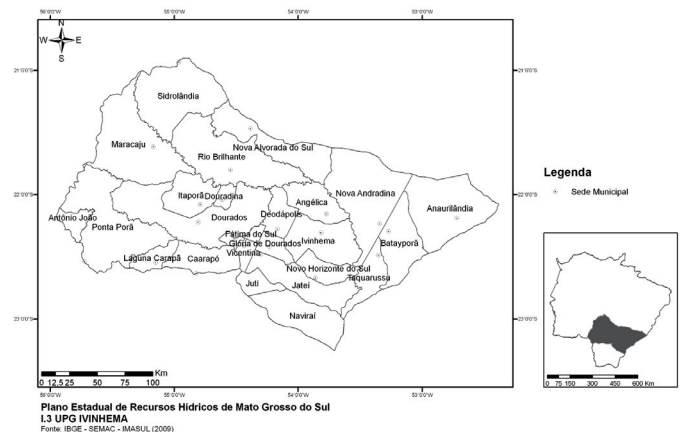 56°0'0"W 55°0'0"W 54°0'0"W 53°0'0"W
N
W E
S
21°0'0"S 21°0'0"S
Sidrolândia
Nova Alvorada do Sul
Maracaju
Rio Brilhante
22°0'0"S 22°0'0"S
Itaporã Douradina
Angélica
Nova Andradina
Anaurilândia
Antônio João
Ponta Porã
Dourados
Deodápolis
Fátima do Sul
Glória de Dourados
Ivinhema
Batayporã
Vicentina
Laguna Carapã
Caarapó
Novo Horizonte do Sul
Taquarussu
Juti
Jateí
Naviraí
23°0'0"S 23°0'0"S
Km
0 12,5 25 50 75 100
56°0'0"W 55°0'0"W 54°0'0"W 53°0'0"W
Legenda
Sede Municipal
0 75 150 300 450 600 Km
Plano Estadual de Recursos Hídricos de Mato Grosso do Sul
I.3 UPG IVINHEMA
Fonte: IBGE - SEMAC - IMASUL (2009)